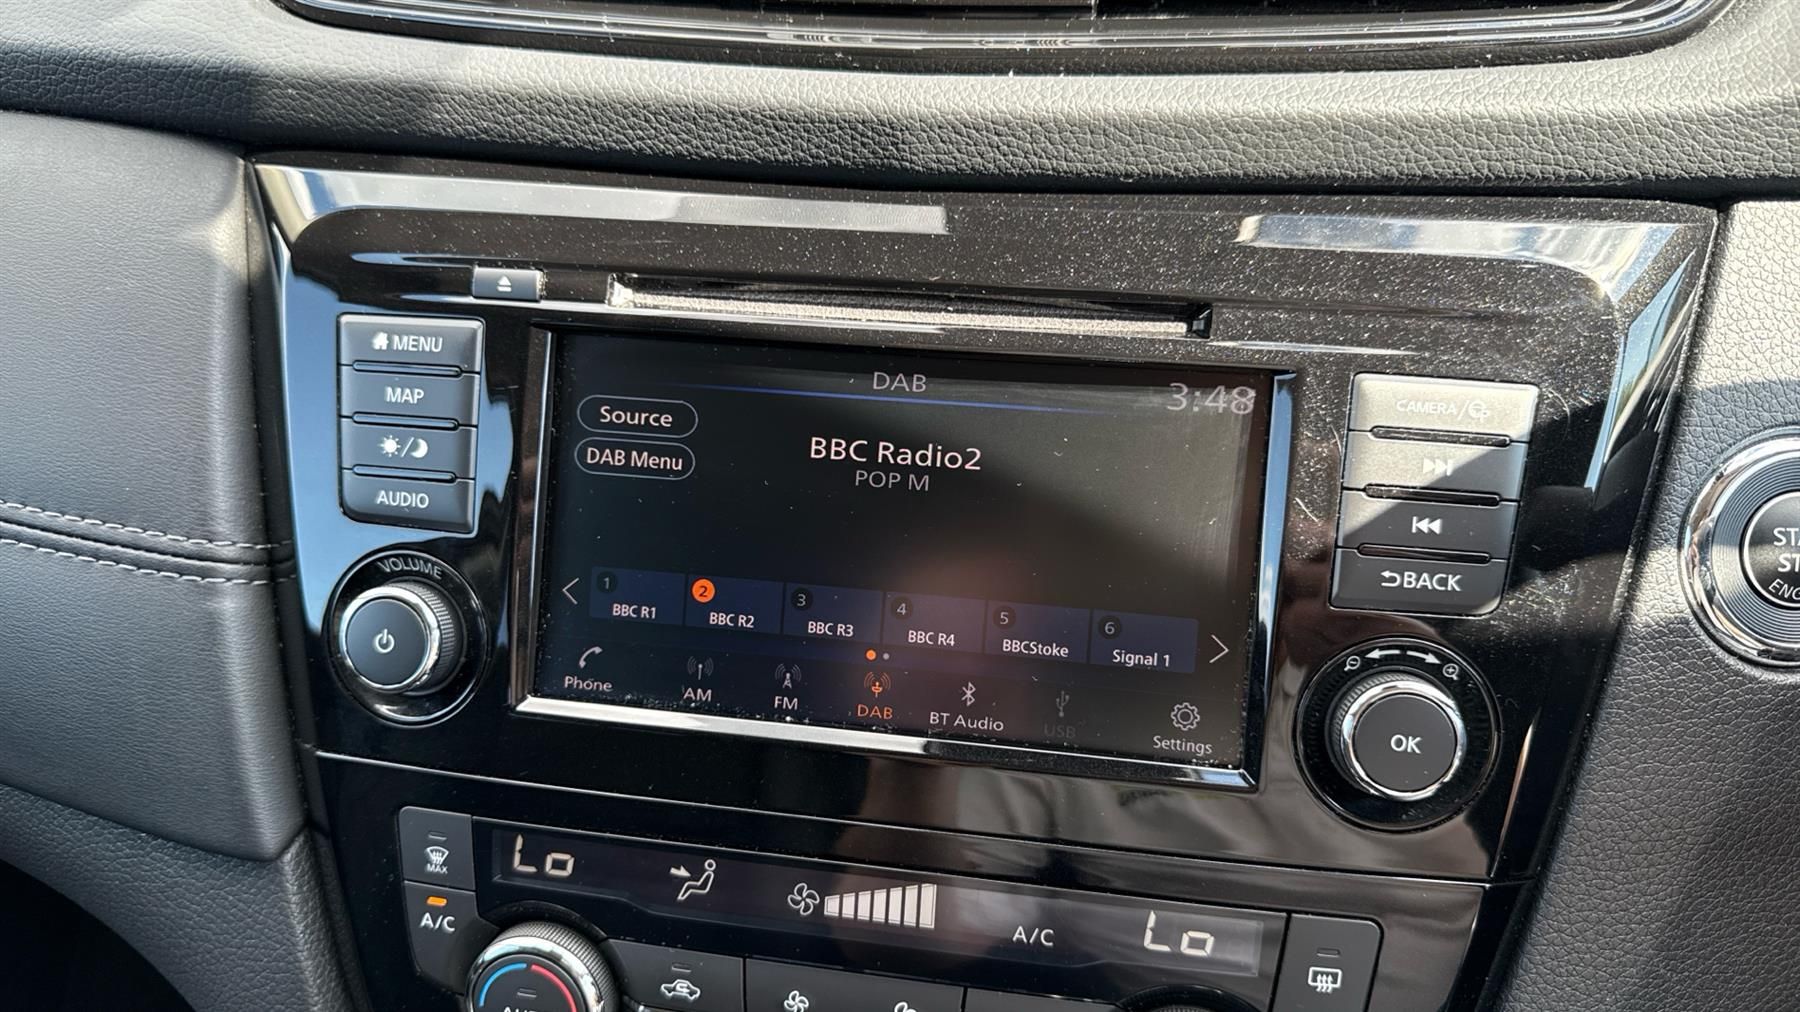 MENU
MAP
AUDIO
VOLUME
DAB
3:48
Source
DAB Menu
BBC Radio2
POP M
1
BBC R1
2
BBC R2
3
BBC R3
4
BBC R4
5
BBCStoke
6
Signal 1
Phone
AM
FM
DAB
BT Audio
USB
Settings
CAMERA/
BACK
OK
MAX
A/C
Lo
A/C
Lo